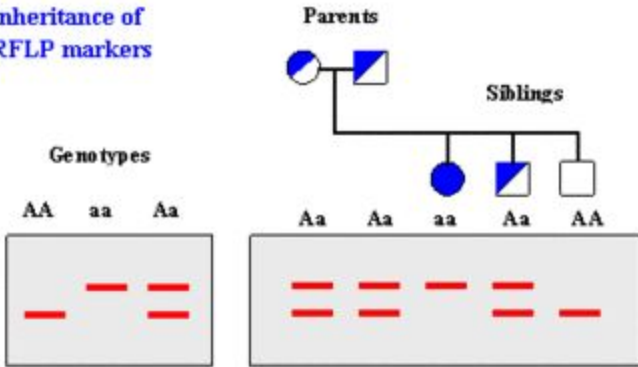 nheritance of
RFLP markers
Parents
Siblings
Genotypes
AA aa Aa
Aa Aa aa Aa AA